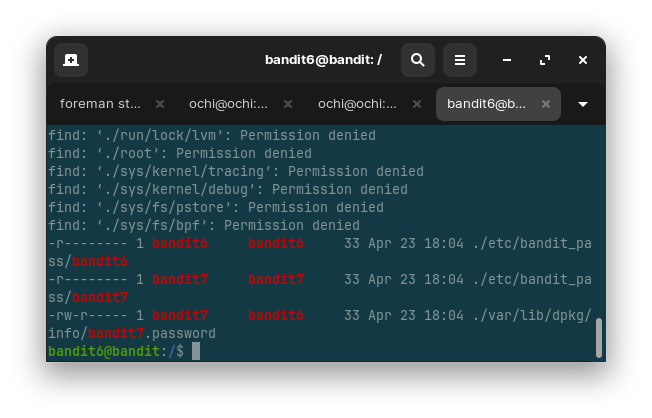 bandit6@bandit: /
foreman st...
ochi@ochi:...
ochi@ochi:...
bandit6@b...
find: ‘./run/lock/lvm’: Permission denied
find: ‘./root’: Permission denied
find: ‘./sys/kernel/tracing’: Permission denied
find: ‘./sys/kernel/debug’: Permission denied
find: ‘./sys/fs/pstore’: Permission denied
find: ‘./sys/fs/bpf’: Permission denied
-r-------- 1 bandit6     bandit6     33 Apr 23 18:04 ./etc/bandit_pa
ss/bandit6
-r-------- 1 bandit7     bandit7     33 Apr 23 18:04 ./etc/bandit_pa
ss/bandit7
-rw-r----- 1 bandit7     bandit6     33 Apr 23 18:04 ./var/lib/dpkg/
info/bandit7.password
bandit6@bandit:/$